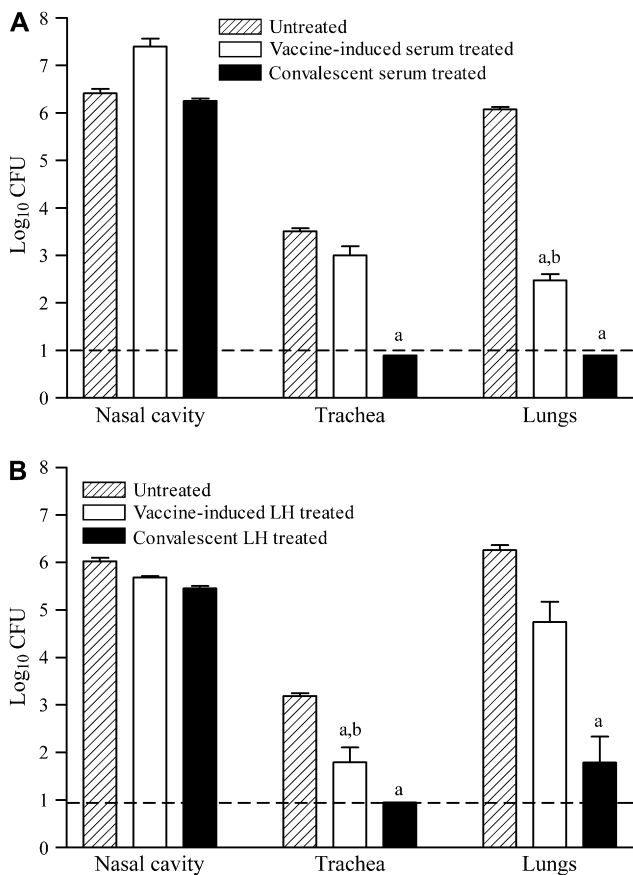 A
8
7
6
5
4
3
2
1
0
Log10 CFU
Untreated
Vaccine-induced serum treated
Convalescent serum treated
a
a,b
a
Nasal cavity Trachea Lungs
B
8
7
6
5
4
3
2
1
0
Log10 CFU
Untreated
Vaccine-induced LH treated
Convalescent LH treated
a,b
a
a
Nasal cavity Trachea Lungs